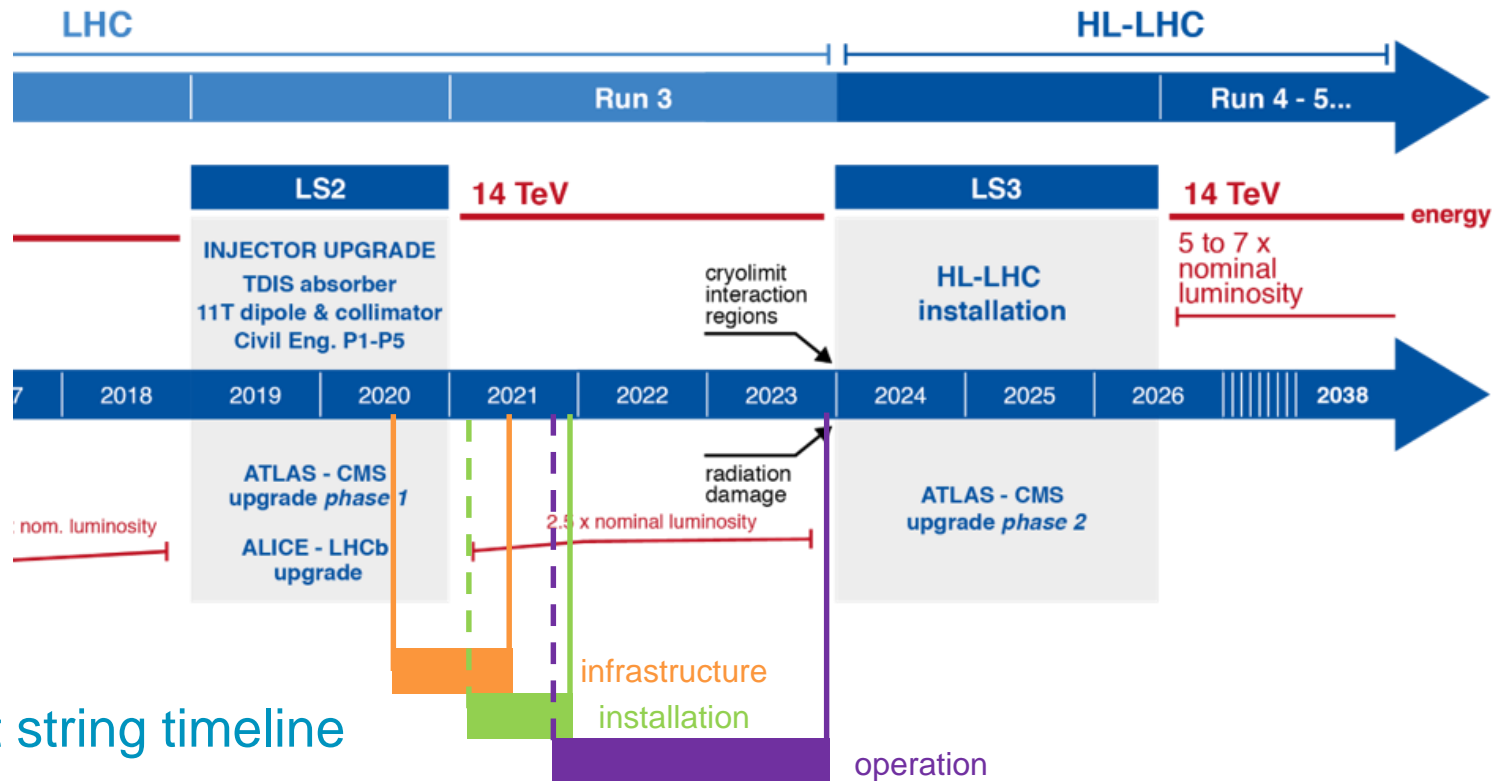 LHC
HL-LHC
Run 3
Run 4 - 5...
LS2
14 TeV
LS3
14 TeV
energy
INJECTOR UPGRADE
TDIS absorber
11T dipole & collimator
Civil Eng. P1-P5
cryolimit
interaction
regions
HL-LHC
installation
5 to 7 x
nominal
luminosity
7 2018 2019 2020 2021 2022 2023 2024 2025 2026 2038
ATLAS - CMS
upgrade phase 1
radiation
damage
ATLAS - CMS
upgrade phase 2
nom. luminosity
2.5 x nominal luminosity
ALICE - LHCb
upgrade
infrastructure
installation
string timeline
operation